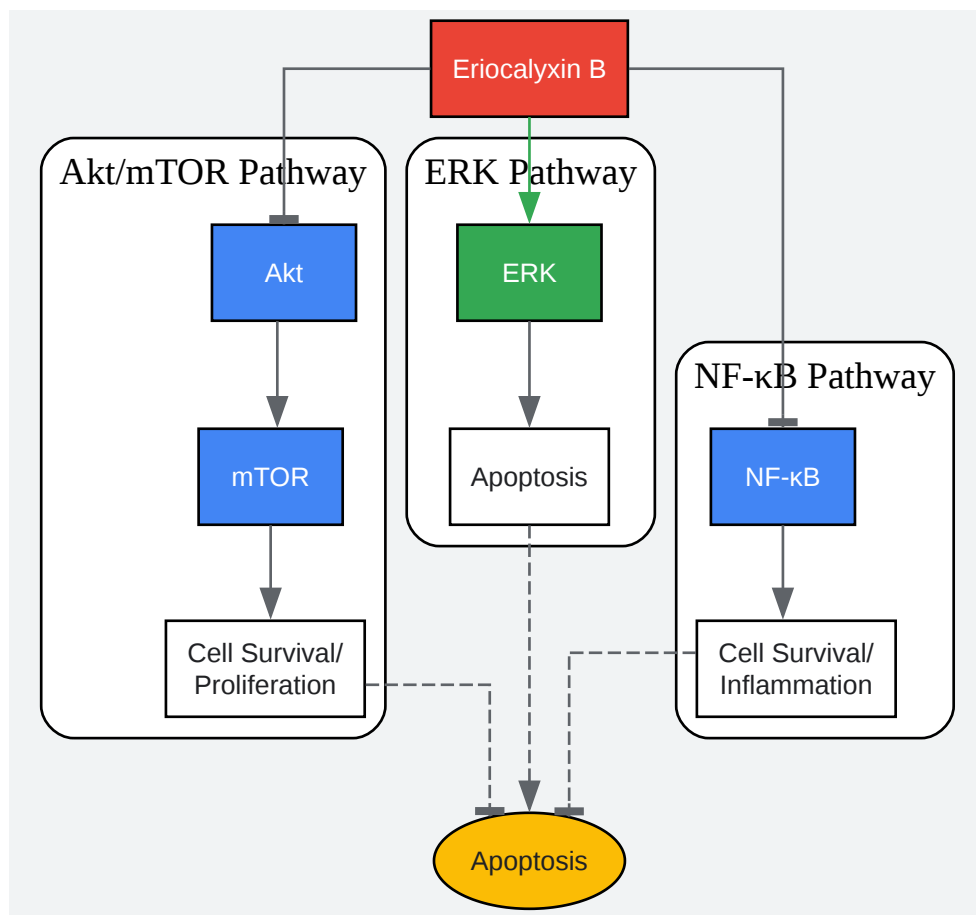 Eriocalyxin B
Akt/mTOR Pathway
Akt
mTOR
Cell Survival/
Proliferation
ERK Pathway
ERK
Apoptosis
NF-κB Pathway
NF-κB
Cell Survival/
Inflammation
Apoptosis